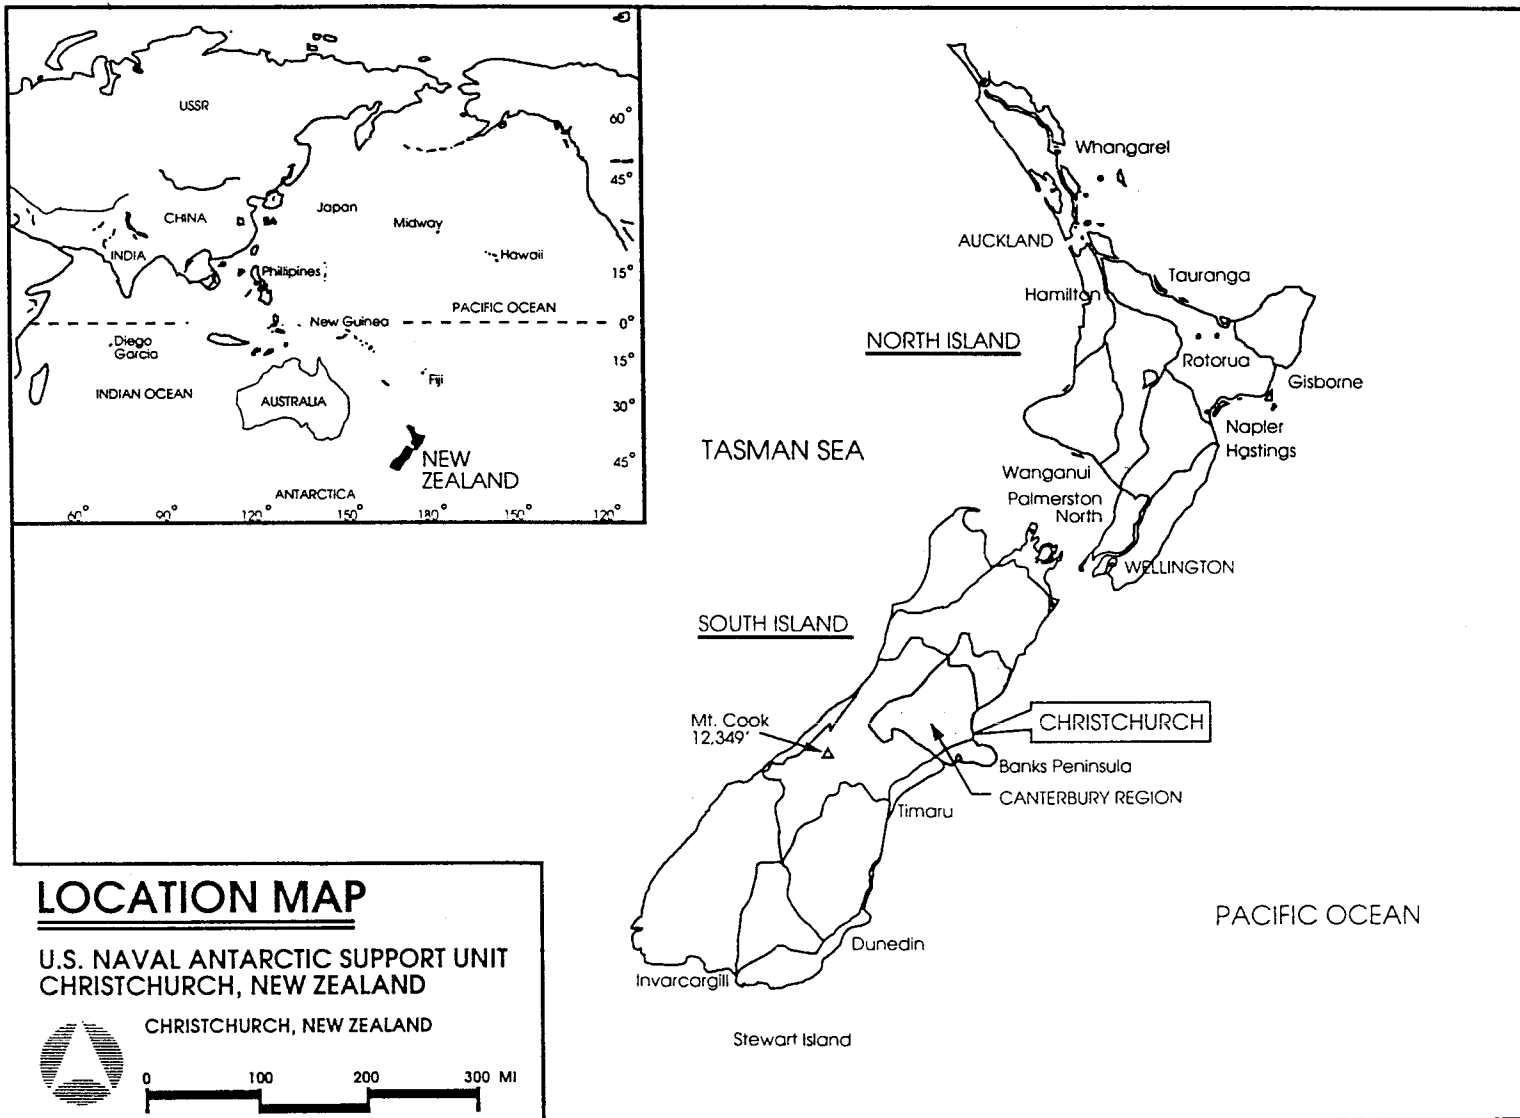 USSR
60°
45°
CHINA
Japan
Midway
INDIA
Hawaii
Phillipines
15°
PACIFIC OCEAN
New Guinea
0°
Diego
Garcia
15°
Fiji
INDIAN OCEAN
AUSTRALIA
30°
NEW
ZEALAND
45°
ANTARCTICA
60°
90°
120°
150°
180°
150°
120°
Whangarel
AUCKLAND
Tauranga
Hamilton
NORTH ISLAND
Rotorua
Gisborne
Napler
Hastings
TASMAN SEA
Wanganui
Palmerston
North
WELLINGTON
SOUTH ISLAND
Mt. Cook
12,349'
CHRISTCHURCH
Banks Peninsula
CANTERBURY REGION
Timaru
PACIFIC OCEAN
Dunedin
Invarcargill
Stewart Island
LOCATION MAP
U.S. NAVAL ANTARCTIC SUPPORT UNIT
CHRISTCHURCH, NEW ZEALAND
CHRISTCHURCH, NEW ZEALAND
0 100 200 300 MI